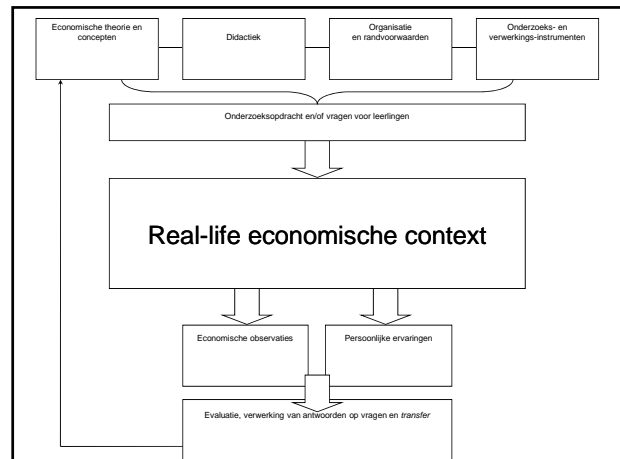 Economische theorie en
concepten
Didactiek
Organisatie
en randvoorwaarden
Onderzoeks- en
verwerkings-instrumenten
Onderzoeksopdracht en/of vragen voor leerlingen
Real-life economische context
Economische observaties
Persoonlijke ervaringen
Evaluatie, verwerking van antwoorden op vragen en transfer